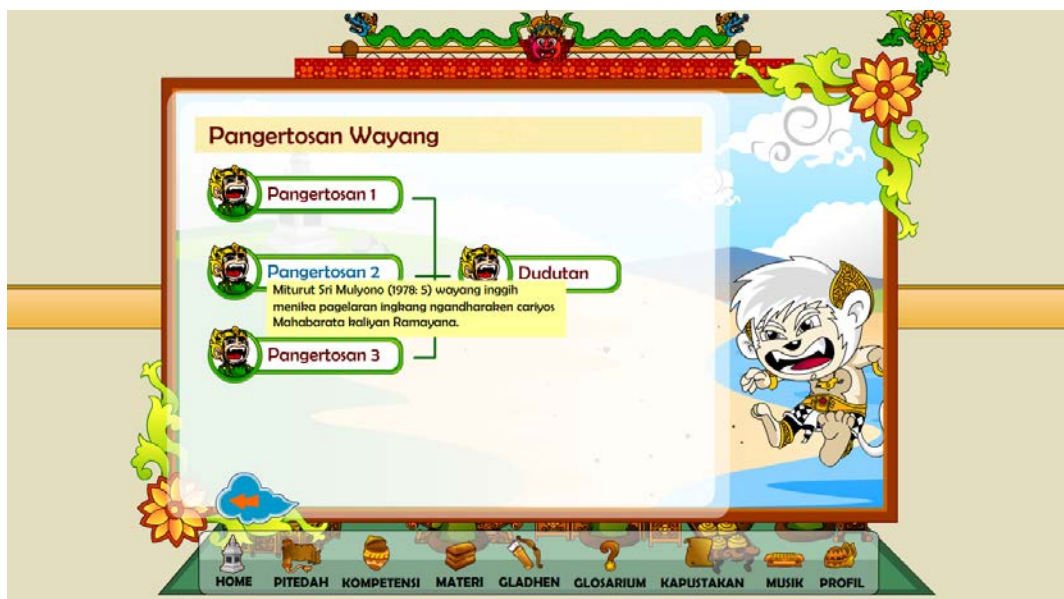 X
Pangertosan Wayang
Pangertosan 1
Pangertosan 2
Dudutan
Miturut Sri Mulyono (1978: 5) wayang inggih
menika pagelaran ingkang ngandharaken cariyos
Mahabarata kaliyan Ramayana.
Pangertosan 3
HOME PITEDAH KOMPETENSI MATERI GLADHEN GLOSARIUM KAPUSTAKAN MUSIK PROFIL